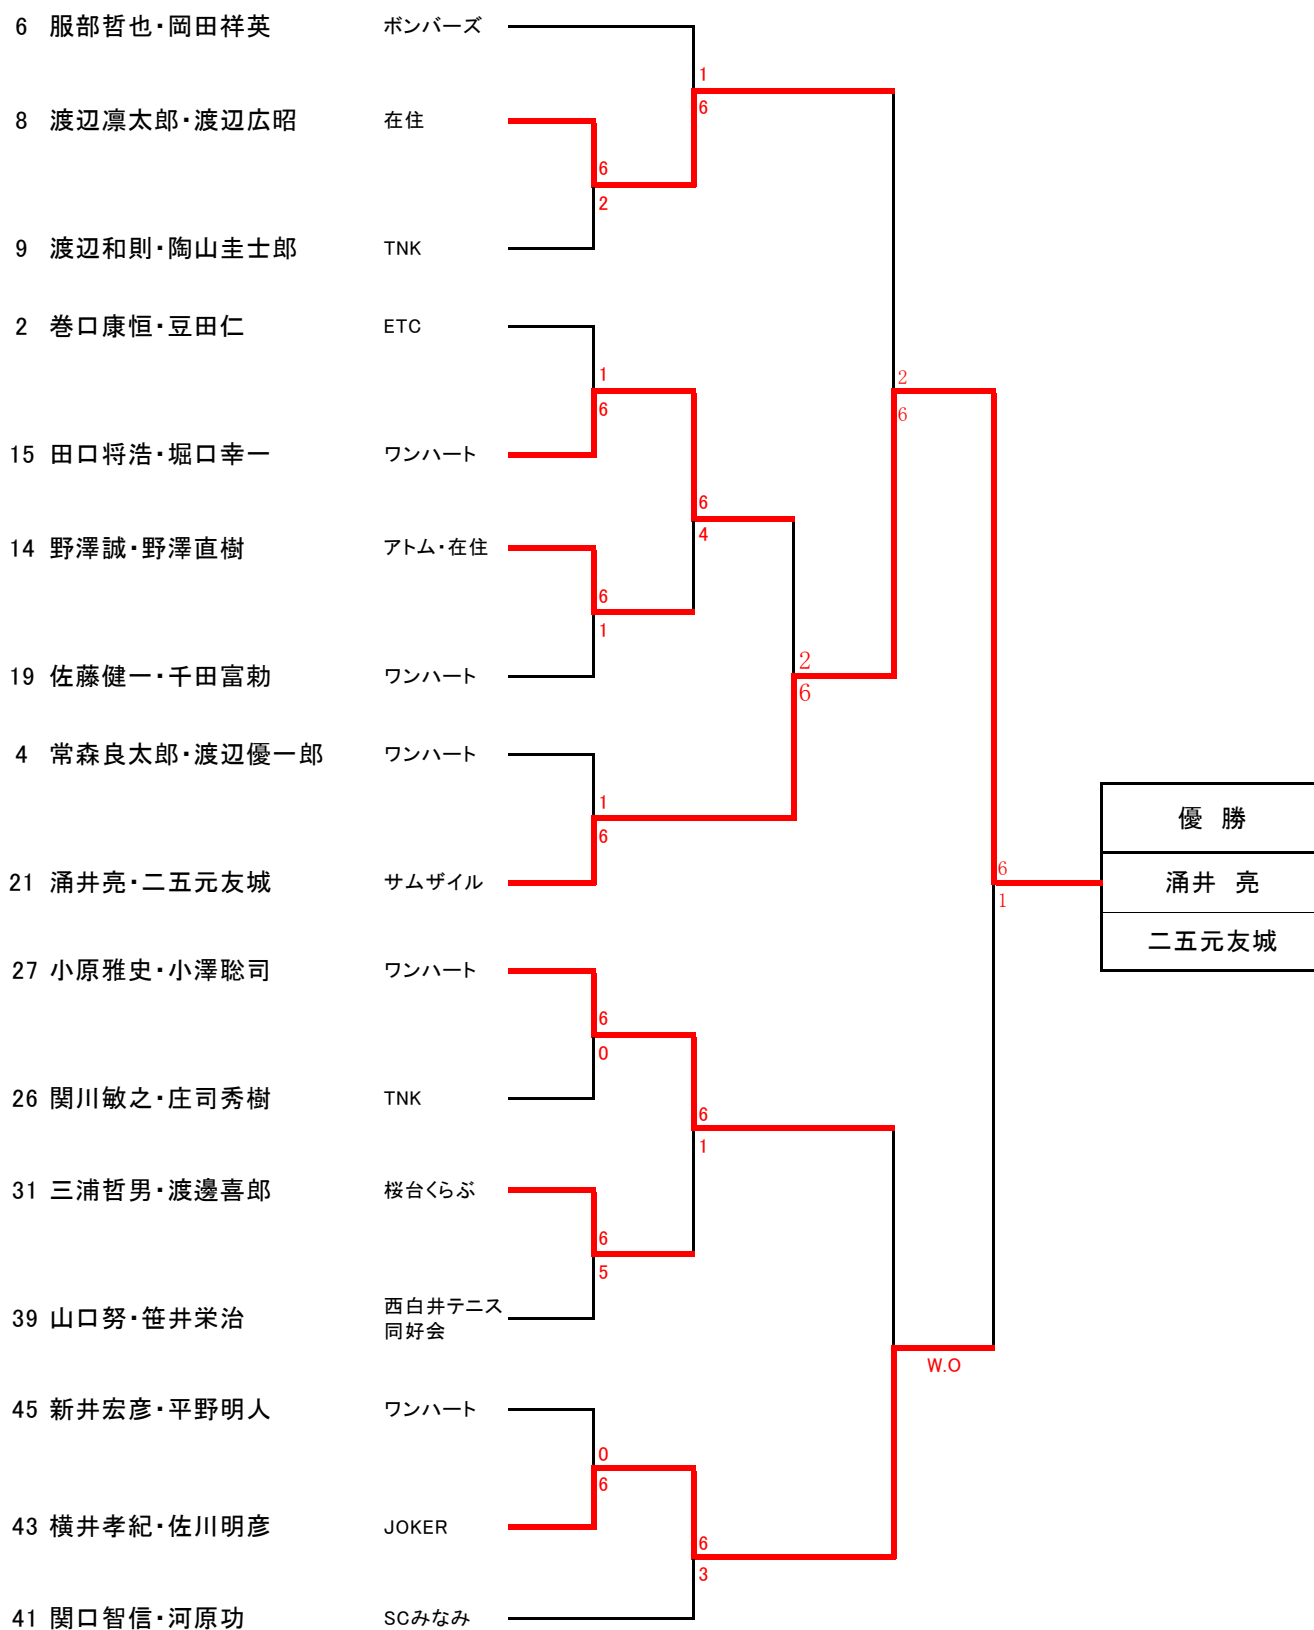 6 服部哲也・岡田祥英 ボンバーズ
1
6
8 渡辺凛太郎・渡辺広昭 在住
6
2
9 渡辺和則・陶山圭士郎 TNK
2 巻口康恒・豆田仁 ETC
1
6
2
6
15 田口将浩・堀口幸一 ワンハート
6
4
14 野澤誠・野澤直樹 アトム・在住
6
1
19 佐藤健一・千田富勅 ワンハート
2
6
4 常森良太郎・渡辺優一郎 ワンハート
1
6
優 勝
21 涌井亮・二五元友城 サムザイル
6
1
涌井 亮
二五元友城
27 小原雅史・小澤聡司 ワンハート
6
0
26 関川敏之・庄司秀樹 TNK
6
1
31 三浦哲男・渡邊喜郎 桜台くらぶ
6
5
39 山口努・笹井栄治 西白井テニス
同好会
W.O
45 新井宏彦・平野明人 ワンハート
0
6
43 横井孝紀・佐川明彦 JOKER
6
3
41 関口智信・河原功 SCみなみ